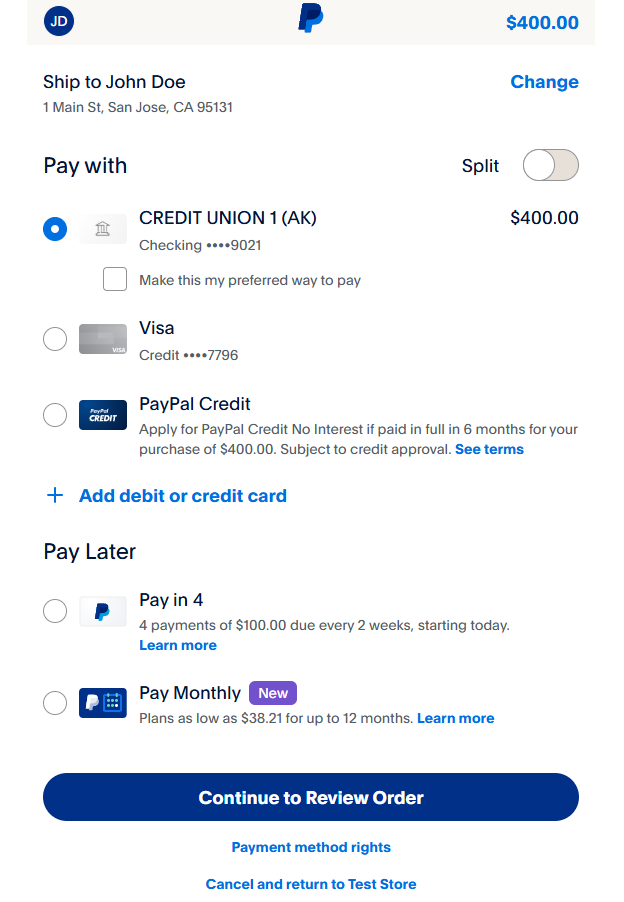 JD
$400.00
Ship to John Doe
Change
1 Main St, San Jose, CA 95131
Pay with
Split
CREDIT UNION 1 (AK)
$400.00
Checking ••••9021
Make this my preferred way to pay
Visa
VISA
Credit ••••7796
PayPal Credit
PayPal
CREDIT
Apply for PayPal Credit No Interest if paid in full in 6 months for your
purchase of $400.00. Subject to credit approval. See terms
+ Add debit or credit card
Pay Later
Pay in 4
4 payments of $100.00 due every 2 weeks, starting today.
Learn more
Pay Monthly New
Plans as low as $38.21 for up to 12 months. Learn more
Continue to Review Order
Payment method rights
Cancel and return to Test Store